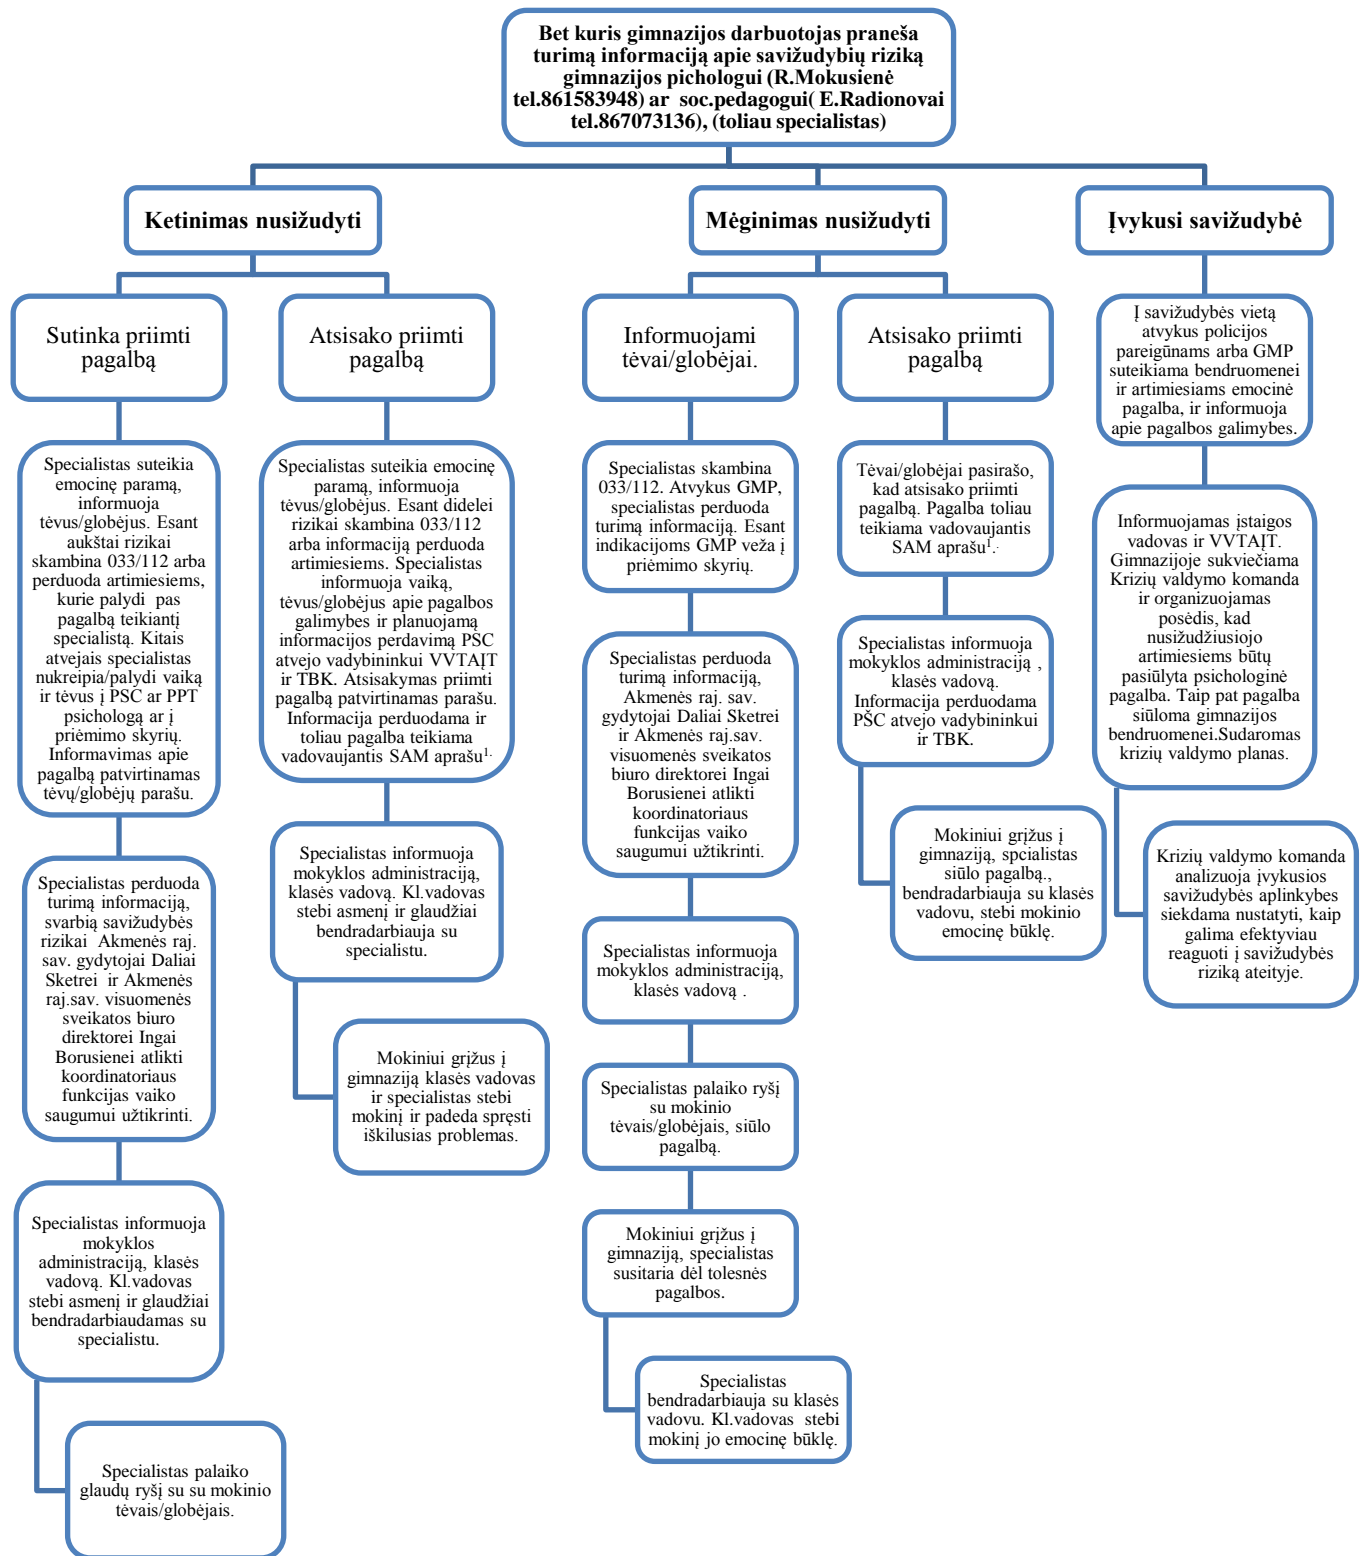 Bet kuris gimnazijos darbuotojas praneša
turimą informaciją apie savižudybių riziką
gimnazijos pichologui (R.Mokusienė
tel.861583948) ar soc.pedagogui( E.Radionovai
tel.867073136), (toliau specialistas)
Ketinimas nusižudyti
Sutinka priimti
pagalbą
Specialistas suteikia
emocinę paramą,
informuoja
tėvus/globėjus. Esant
aukštai rizikai
skambina 033/112 arba
perduoda artimiesiems,
kurie palydi pas
pagalbą teikiantį
specialistą. Kitais
atvejais specialistas
nukreipia/palydi vaiką
ir tėvus į PSC ar PPT
psichologą ar į
priėmimo skyrių.
Informavimas apie
pagalbą patvirtinamas
tėvų/globėjų parašu.
Specialistas perduoda
turimą informaciją,
svarbią savižudybės
rizikai Akmenės raj.
sav. gydytojai Daliai
Sketrei ir Akmenės
raj.sav. visuomenės
sveikatos biuro
direktorei Ingai
Borusienei atlikti
koordinatoriaus
funkcijas vaiko
saugumui užtikrinti.
Specialistas informuoja
mokyklos
administraciją, klasės
vadovą. Kl.vadovas
stebi asmenį ir glaudžiai
bendradarbiaudamas su
specialistu.
Specialistas palaiko
glaudų ryšį su su mokinio
tėvais/globėjais.
Atsisako priimti
pagalbą
Specialistas suteikia emocinę
paramą, informuoja
tėvus/globėjus. Esant didelei
rizikai skambina 033/112
arba informaciją perduoda
artimiesiems. Specialistas
informuoja vaiką,
tėvus/globėjus apie pagalbos
galimybes ir planuojamą
informacijos perdavimą PSC
atvejo vadybininkui VVTAĮT
ir TBK. Atsisakymas priimti
pagalbą patvirtinamas parašu.
Informacija perduodama ir
toliau pagalba teikiama
vadovaujantis SAM aprašu¹.
Specialistas informuoja
mokyklos administraciją,
klasės vadovą. Kl.vadovas
stebi asmenį ir glaudžiai
bendradarbiauja su
specialistu.
Mokiniui grįžus į
gimnaziją klasės vadovas
ir specialistas stebi
mokinį ir padeda spręsti
iškilusias problemas.
Mėginimas nusižudyti
Informuojami
tėvai/globėjai.
Specialistas skambina
033/112. Atvykus GMP,
specialistas perduoda
turimą informaciją. Esant
indikacijoms GMP veža į
priėmimo skyrių.
Specialistas perduoda
turimą informaciją,
Akmenės raj. sav.
gydytojai Daliai Sketrei
ir Akmenės raj.sav.
visuomenės sveikatos
biuro direktorei Ingai
Borusienei atlikti
koordinatoriaus
funkcijas vaiko
saugumui užtikrinti.
Specialistas informuoja
mokyklos administraciją,
klasės vadovą .
Specialistas palaiko ryšį
su mokinio
tėvais/globėjais, siūlo
pagalbą.
Mokiniui grįžus į
gimnaziją, specialistas
susitaria dėl tolesnės
pagalbos.
Specialistas
bendradarbiauja su klasės
vadovu. Kl.vadovas stebi
mokinį jo emocinę būklę.
Atsisako priimti
pagalbą
Tėvai/globėjai pasirašo,
kad atsisako priimti
pagalbą. Pagalba toliau
teikiama vadovaujantis
SAM aprašu¹..
Specialistas informuoja
mokyklos administraciją ,
klasės vadovą.
Informacija perduodama
PŠC atvejo vadybininkui
ir TBK.
Mokiniui grįžus į
gimnaziją, spcialistas
siūlo pagalbą.,
bendradarbiauja su klasės
vadovu, stebi mokinio
emocinę būklę.
Įvykusi savižudybė
Į savižudybės vietą
atvykus policijos
pareigūnams arba GMP
suteikiama bendruomenei
ir artimiesiams emocinė
pagalba, ir informuoja
apie pagalbos galimybes.
Informuojamas įstaigos
vadovas ir VVTAĮT.
Gimnazijoje sukviečiama
Krizių valdymo komanda
ir organizuojamas
posėdis, kad
nusižudžiusiojo
artimiesiems būtų
pasiūlyta psichologinė
pagalba. Taip pat pagalba
siūloma gimnazijos
bendruomenei.Sudaromas
krizių valdymo planas.
Krizių valdymo komanda
analizuoja įvykusios
savižudybės aplinkybes
siekdama nustatyti, kaip
galima efektyviau
reaguoti į savižudybės
riziką ateityje.